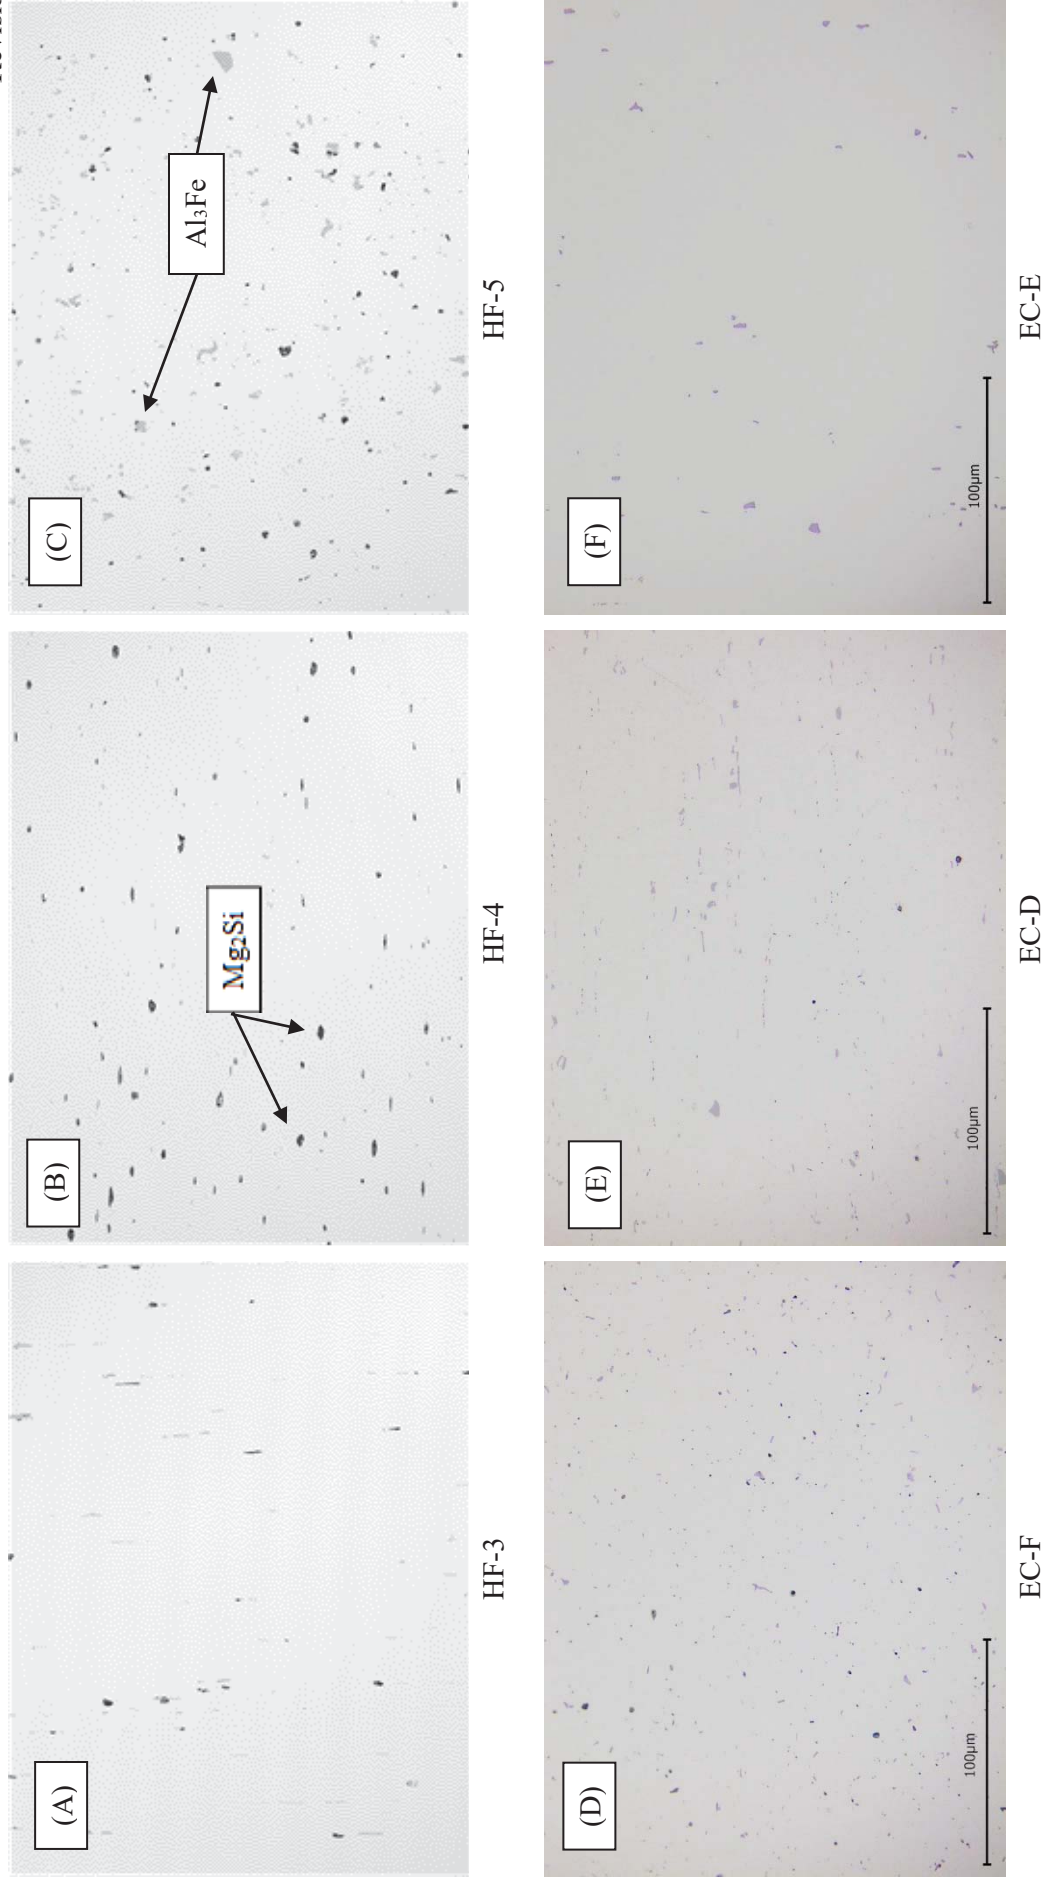 (A)
HF-3
(B)
Mg₂Si
HF-4
(C)
Al₃Fe
HF-5
(D)
100μm
EC-F
(E)
100μm
EC-D
(F)
100μm
EC-E